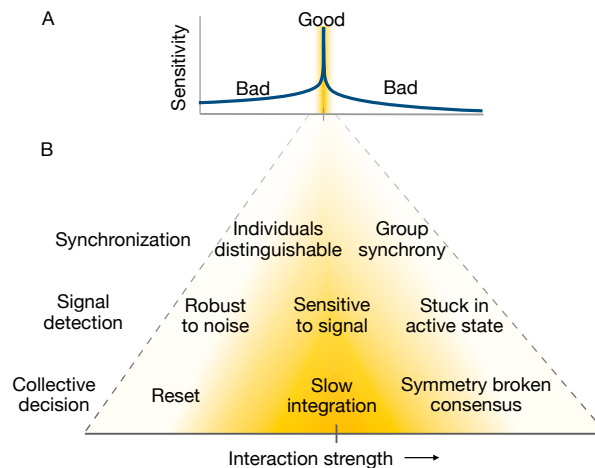 A
Good
Sensitivity
Bad
Bad
B
Synchronization
Individuals
distinguishable
Group
synchrony
Signal
detection
Robust
to noise
Sensitive
to signal
Stuck in
active state
Collective
decision
Reset
Slow
integration
Symmetry broken
consensus
Interaction strength